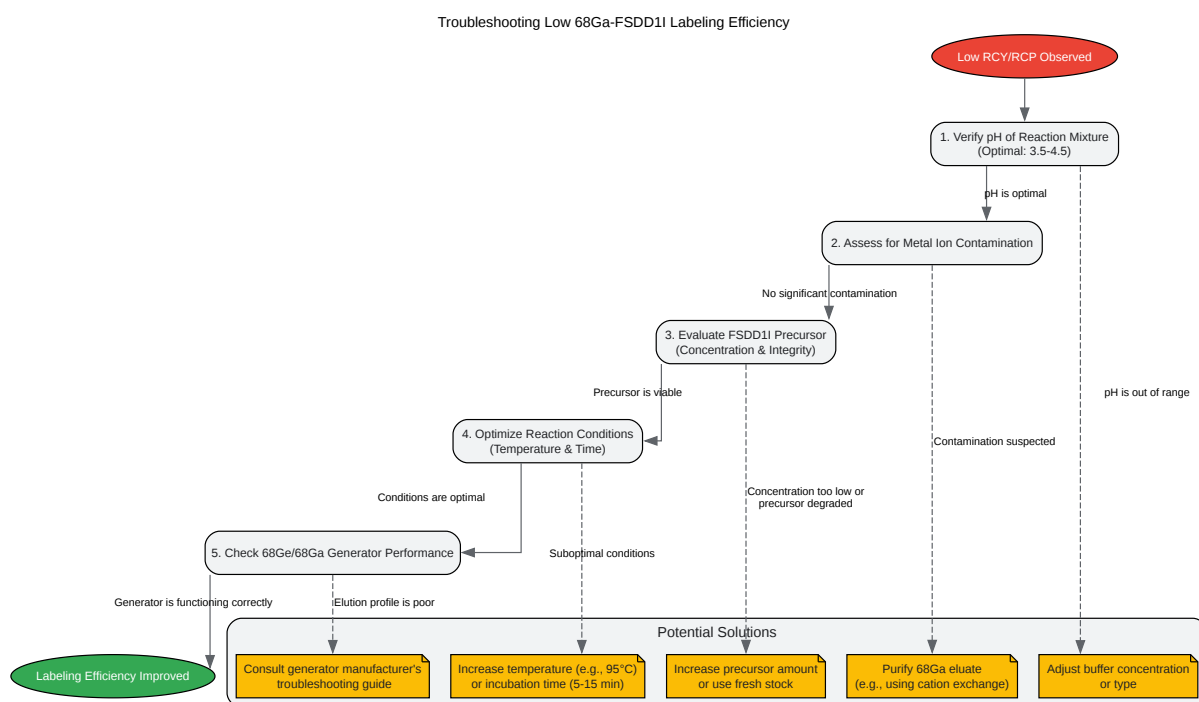 Troubleshooting Low 68Ga-FSDD1I Labeling Efficiency
Low RCY/RCP Observed
1. Verify pH of Reaction Mixture
(Optimal: 3.5-4.5)
pH is optimal
2. Assess for Metal Ion Contamination
No significant contamination
3. Evaluate FSDD1I Precursor
(Concentration & Integrity)
Precursor is viable
pH is out of range
4. Optimize Reaction Conditions
(Temperature & Time)
Contamination suspected
Conditions are optimal
Concentration too low or
precursor degraded
5. Check 68Ge/68Ga Generator Performance
Suboptimal conditions
Generator is functioning correctly
Elution profile is poor
Potential Solutions
Labeling Efficiency Improved
Consult generator manufacturer's
troubleshooting guide
Increase temperature (e.g., 95°C)
or incubation time (5-15 min)
Increase precursor amount
or use fresh stock
Purify 68Ga eluate
(e.g., using cation exchange)
Adjust buffer concentration
or type